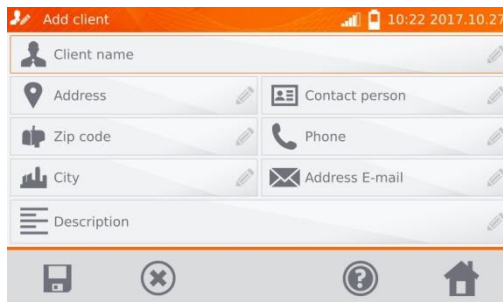 Add client 10:22 2017.10.27
Client name
Address Contact person
Zip code Phone
City Address E-mail
Description